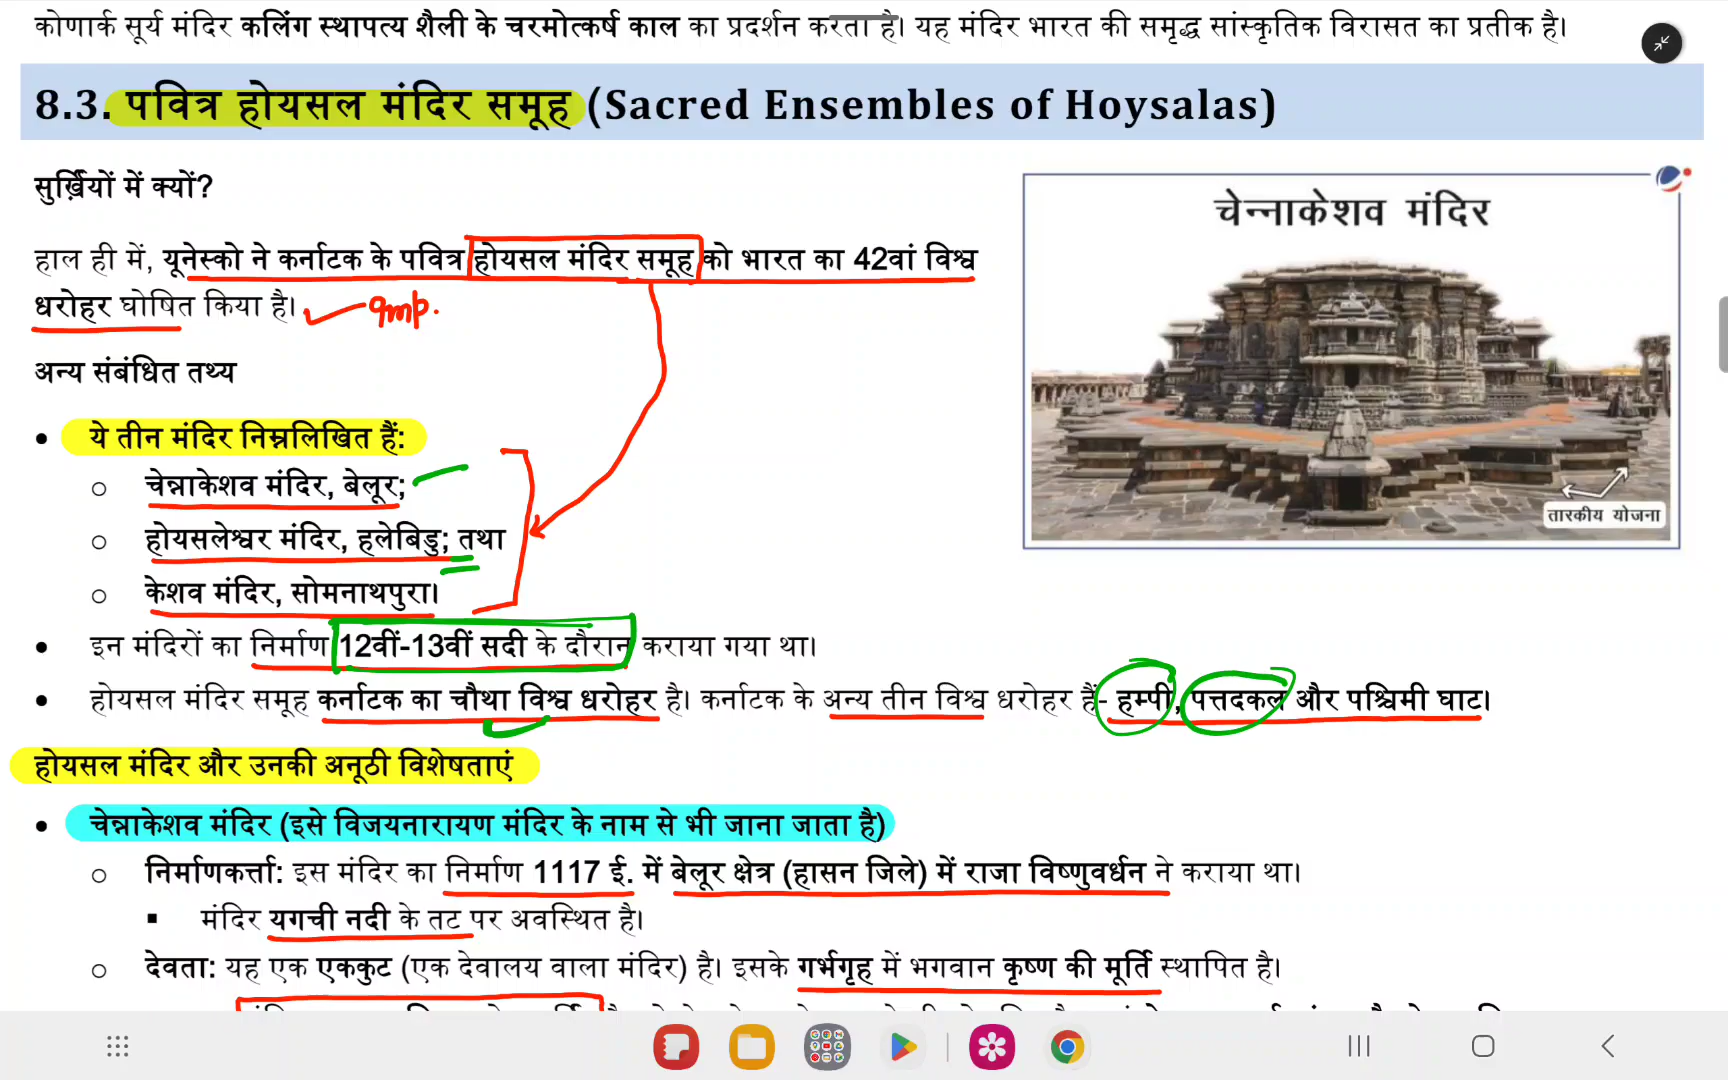 कोणार्क सूर्य मंदिर कलिंग स्थापत्य शैली के चरमोत्कर्ष काल का प्रदर्शन करता है। यह मंदिर भारत की समृद्ध सांस्कृतिक विरासत का प्रतीक है।
8.3. पवित्र होयसल मंदिर समूह (Sacred Ensembles of Hoysalas)
सुर्ख़ियों में क्यों?
हाल ही में, यूनेस्को ने कर्नाटक के पवित्र होयसल मंदिर समूह को भारत का 42वां विश्व
धरोहर घोषित किया है। imp.
चेन्नाकेशव मंदिर
तारकीय योजना
अन्य संबंधित तथ्य
• ये तीन मंदिर निम्नलिखित हैं:
○ चेन्नाकेशव मंदिर, बेलूर;
○ होयसलेश्वर मंदिर, हलेबिडु; तथा
○ केशव मंदिर, सोमनाथपुरा।
• इन मंदिरों का निर्माण 12वीं-13वीं सदी के दौरान कराया गया था।
• होयसल मंदिर समूह कर्नाटक का चौथा विश्व धरोहर है। कर्नाटक के अन्य तीन विश्व धरोहर हैं- हम्पी, पत्तदकल और पश्चिमी घाट।
होयसल मंदिर और उनकी अनूठी विशेषताएं
• चेन्नाकेशव मंदिर (इसे विजयनारायण मंदिर के नाम से भी जाना जाता है)
○ निर्माणकर्त्ता: इस मंदिर का निर्माण 1117 ई. में बेलूर क्षेत्र (हासन जिले) में राजा विष्णुवर्धन ने कराया था।
▪ मंदिर यगची नदी के तट पर अवस्थित है।
○ देवता: यह एक एककुट (एक देवालय वाला मंदिर) है। इसके गर्भगृह में भगवान कृष्ण की मूर्ति स्थापित है।